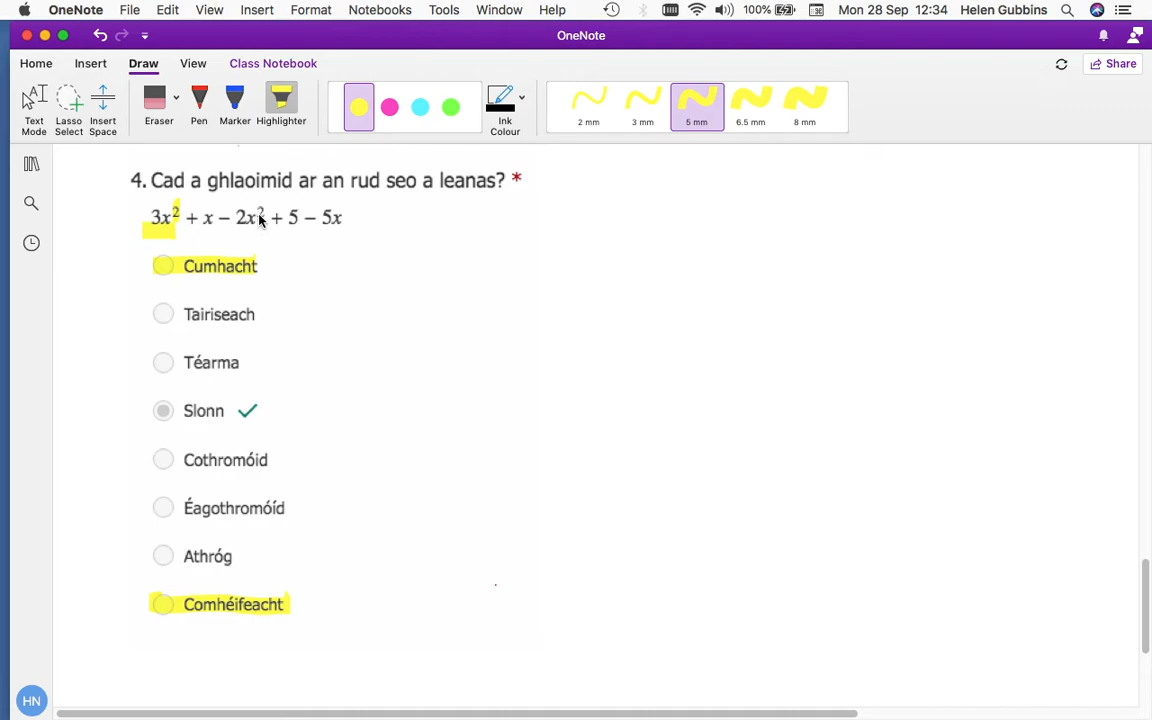 OneNote File Edit View Insert Format Notebooks Tools Window Help 100% Mon 28 Sep 12:34 Helen Gubbins
OneNote
Home Insert Draw View Class Notebook Share
Text Mode Lasso Select Insert Space Eraser Pen Marker Highlighter Ink Colour 2 mm 3 mm 5 mm 6.5 mm 8 mm
4. Cad a ghlaoimid ar an rud seo a leanas? *
3x² + x − 2x² + 5 − 5x
Cumhacht
Tairiseach
Téarma
Slonn
Cothromóid
Éagothromóíd
Athróg
Comhéifeacht
HN